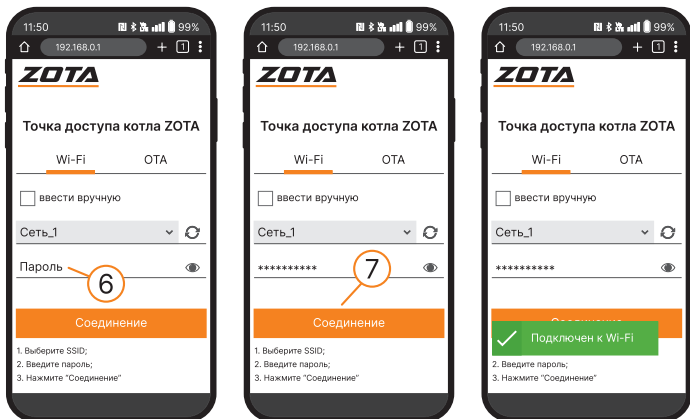 11:50 99%
192.168.0.1 1
ZOTA
Точка доступа котла ZOTA
Wi-Fi OTA
ввести вручную
Сеть_1
Пароль
6
Соединение
1. Выберите SSID;
2. Введите пароль;
3. Нажмите "Соединение"
11:50 99%
192.168.0.1 1
ZOTA
Точка доступа котла ZOTA
Wi-Fi OTA
ввести вручную
Сеть_1
**********
7
Соединение
1. Выберите SSID;
2. Введите пароль;
3. Нажмите "Соединение"
11:50 99%
192.168.0.1 1
ZOTA
Точка доступа котла ZOTA
Wi-Fi OTA
ввести вручную
Сеть_1
**********
Подключен к Wi-Fi
2. Введите пароль;
3. Нажмите "Соединение"